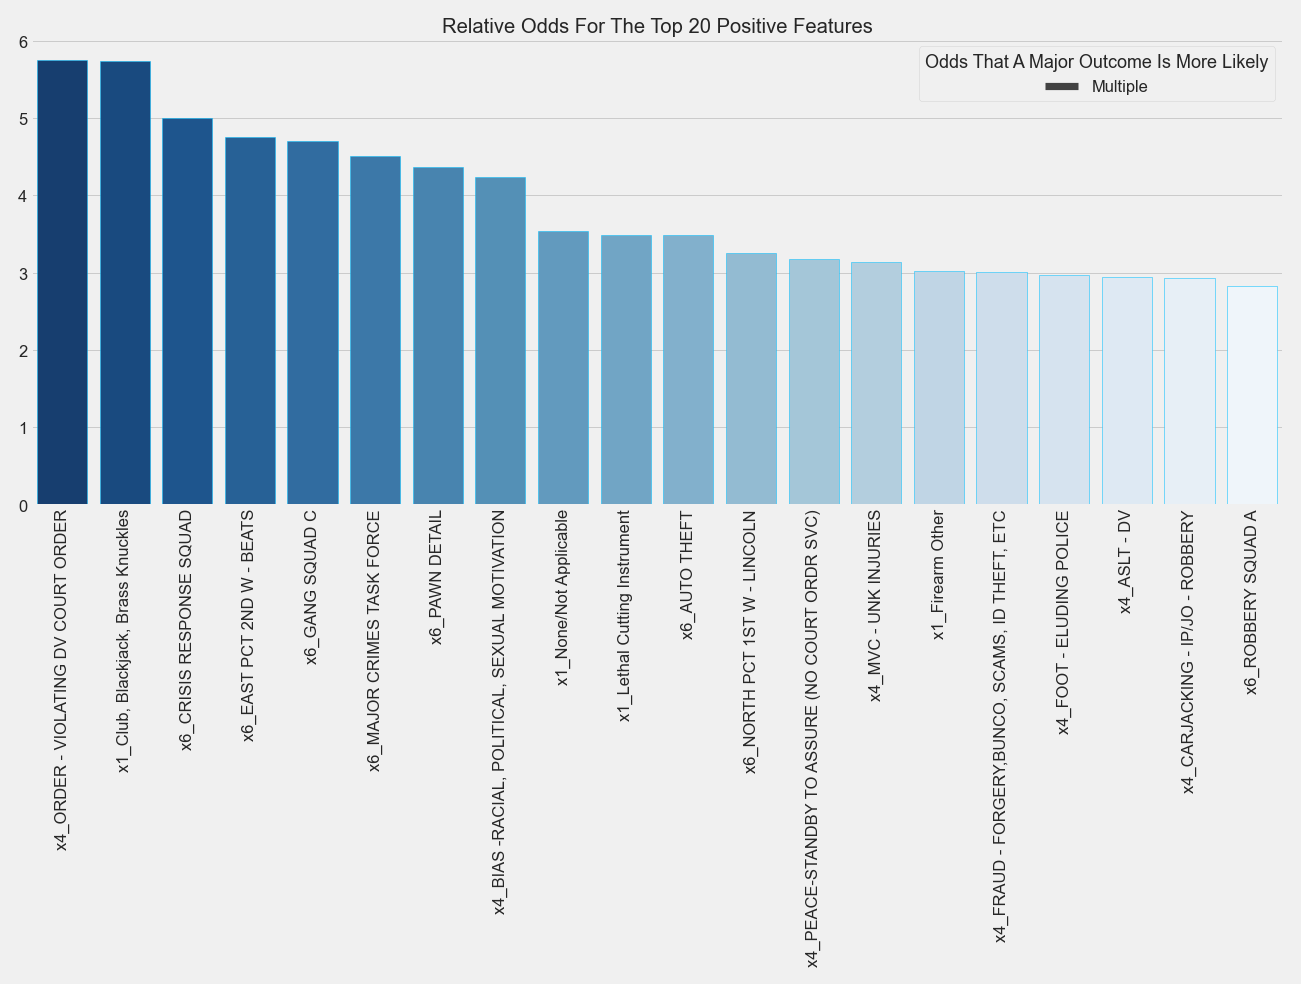 Relative Odds For The Top 20 Positive Features
Odds That A Major Outcome Is More Likely
Multiple
6
5
4
3
2
1
0
x4_ORDER - VIOLATING DV COURT ORDER
x1_Club, Blackjack, Brass Knuckles
x6_CRISIS RESPONSE SQUAD
x6_EAST PCT 2ND W - BEATS
x6_GANG SQUAD C
x6_MAJOR CRIMES TASK FORCE
x6_PAWN DETAIL
x4_BIAS -RACIAL, POLITICAL, SEXUAL MOTIVATION
x1_None/Not Applicable
x1_Lethal Cutting Instrument
x6_AUTO THEFT
x6_NORTH PCT 1ST W - LINCOLN
x4_PEACE-STANDBY TO ASSURE (NO COURT ORDR SVC)
x4_MVC - UNK INJURIES
x1_Firearm Other
x4_FRAUD - FORGERY,BUNCO, SCAMS, ID THEFT, ETC
x4_FOOT - ELUDING POLICE
x4_ASLT - DV
x4_CARJACKING - IP/JO - ROBBERY
x6_ROBBERY SQUAD A